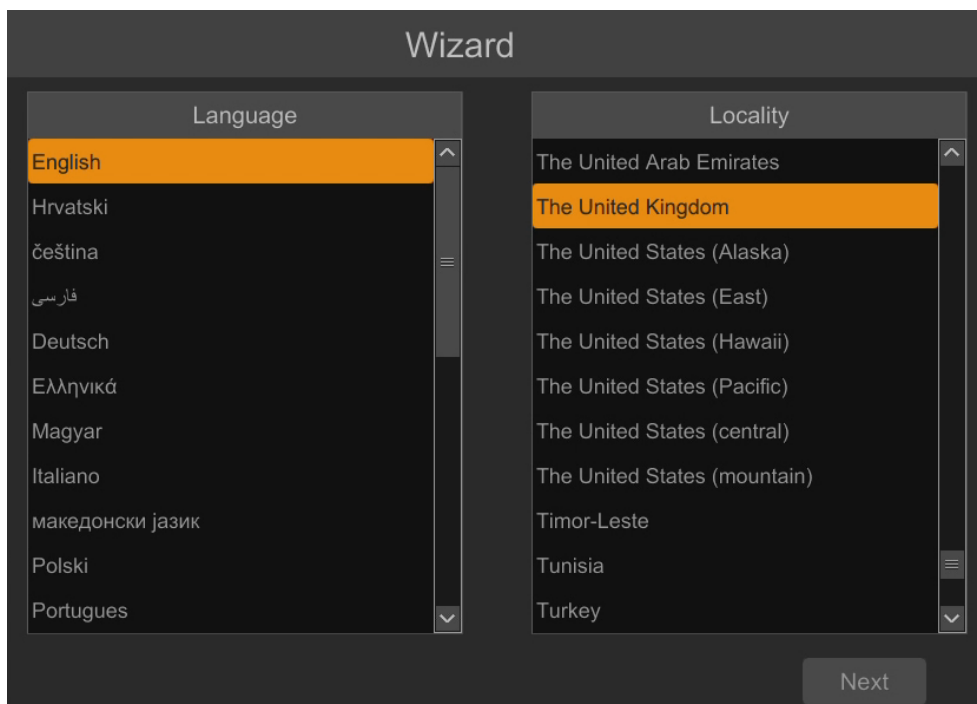 Wizard
Language
English
Hrvatski
čeština
فارسی
Deutsch
Ελληνικά
Magyar
Italiano
македонски јазик
Polski
Portugues
Locality
The United Arab Emirates
The United Kingdom
The United States (Alaska)
The United States (East)
The United States (Hawaii)
The United States (Pacific)
The United States (central)
The United States (mountain)
Timor-Leste
Tunisia
Turkey
Next